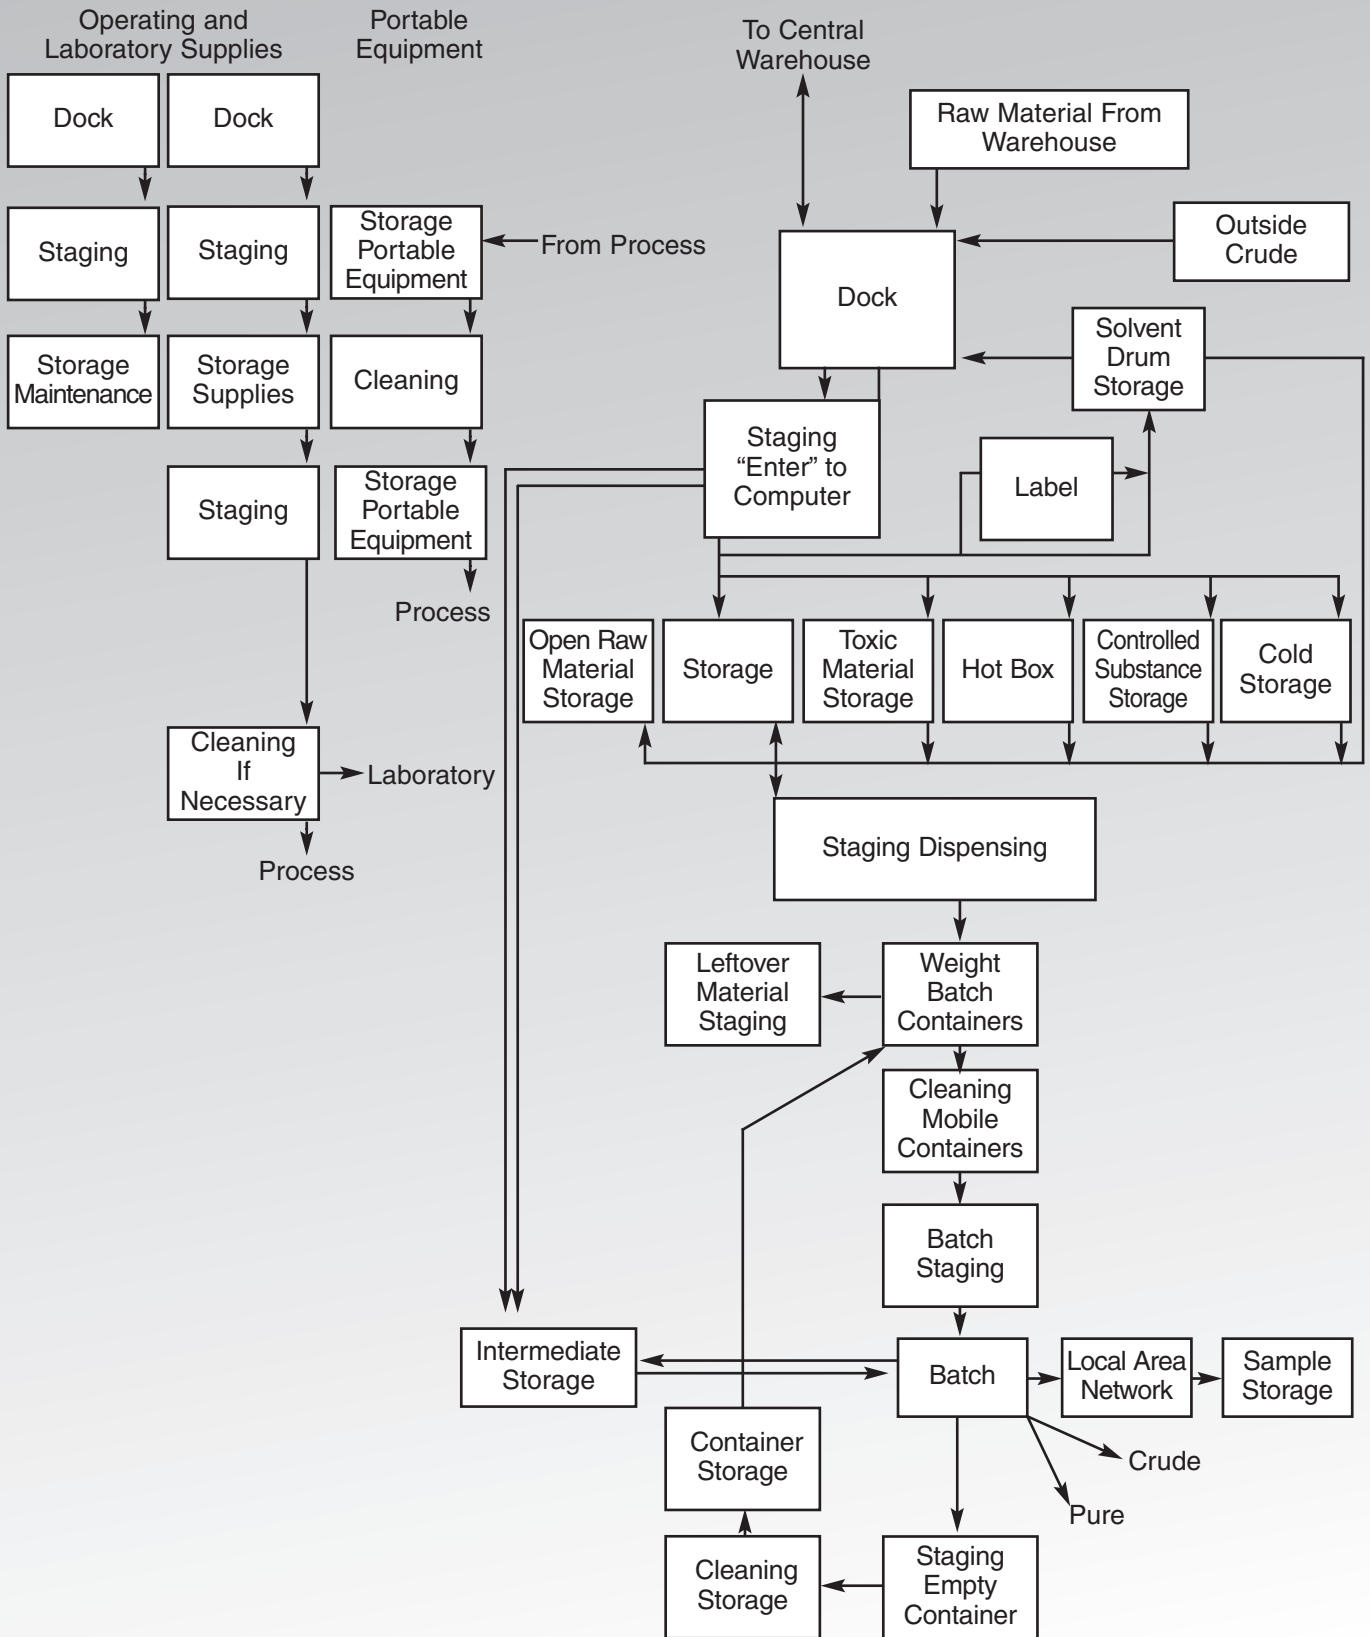 Operating and
Laboratory Supplies
Portable
Equipment
To Central
Warehouse
Dock
Dock
Raw Material From
Warehouse
Staging
Staging
Storage
Portable
Equipment
From Process
Outside
Crude
Dock
Storage
Maintenance
Storage
Supplies
Cleaning
Solvent
Drum
Storage
Staging
“Enter” to
Computer
Label
Staging
Storage
Portable
Equipment
Process
Open Raw
Material
Storage
Storage
Toxic
Material
Storage
Hot Box
Controlled
Substance
Storage
Cold
Storage
Cleaning
If
Necessary
Laboratory
Process
Staging Dispensing
Leftover
Material
Staging
Weight
Batch
Containers
Cleaning
Mobile
Containers
Batch
Staging
Intermediate
Storage
Batch
Local Area
Network
Sample
Storage
Container
Storage
Crude
Pure
Cleaning
Storage
Staging
Empty
Container